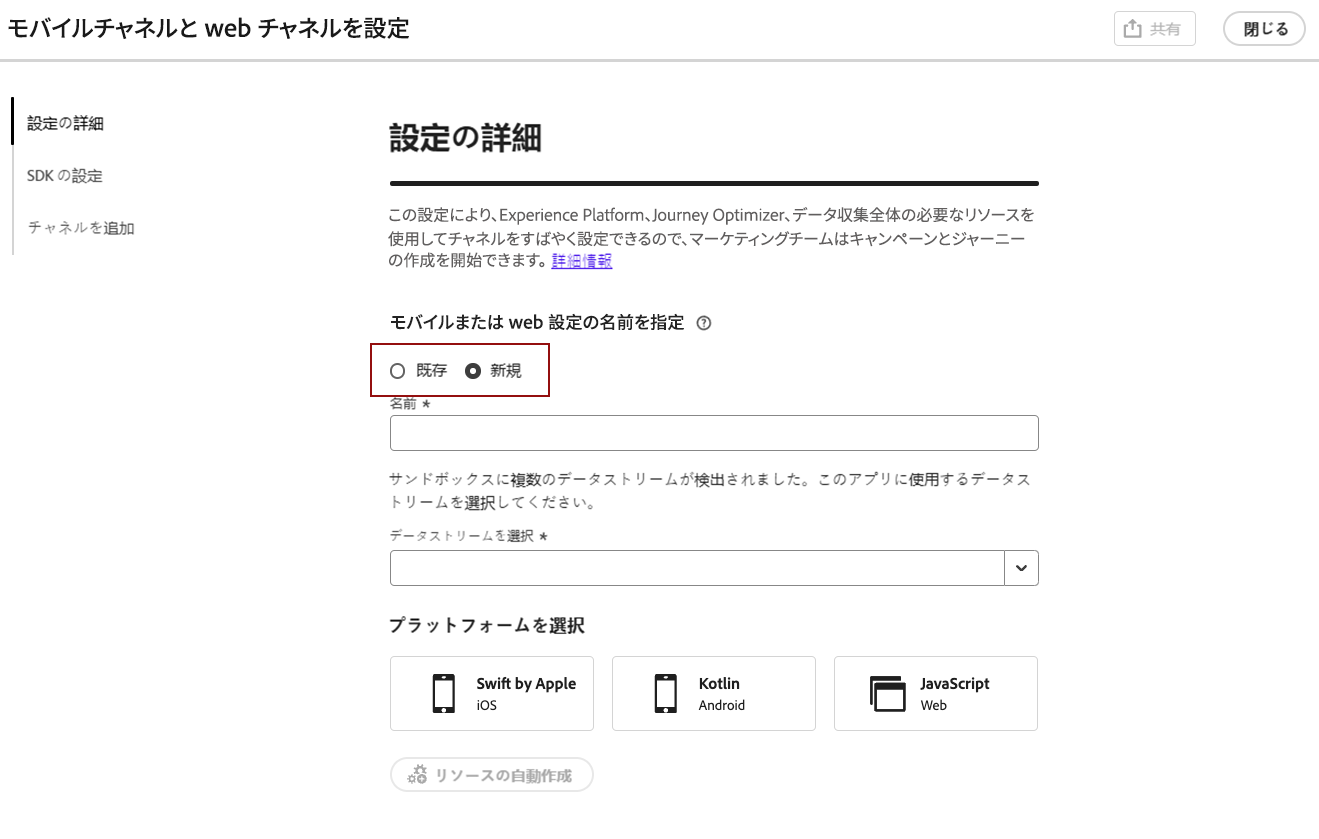 モバイルチャネルと web チャネルを設定
共有
閉じる
設定の詳細
SDK の設定
チャネルを追加
設定の詳細
この設定により、Experience Platform、Journey Optimizer、データ収集全体の必要なリソースを
使用してチャネルをすばやく設定できるので、マーケティングチームはキャンペーンとジャーニー
の作成を開始できます。詳細情報
モバイルまたは web 設定の名前を指定
既存 新規
名前 *
サンドボックスに複数のデータストリームが検出されました。このアプリに使用するデータス
トリームを選択してください。
データストリームを選択 *
プラットフォームを選択
Swift by Apple
iOS
Kotlin
Android
JavaScript
Web
リソースの自動作成